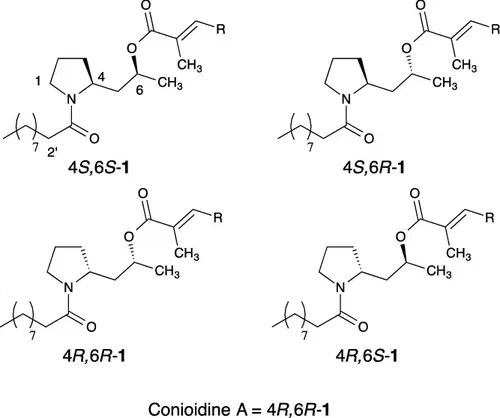 O
R
O
CH3
1
4
6
CH3
N
( )7
2'
O
4S,6S-1
O
R
O
CH3
CH3
N
( )7
O
4S,6R-1
O
R
O
CH3
CH3
N
( )7
O
4R,6R-1
O
R
O
CH3
CH3
N
( )7
O
4R,6S-1
Conioidine A = 4R,6R-1